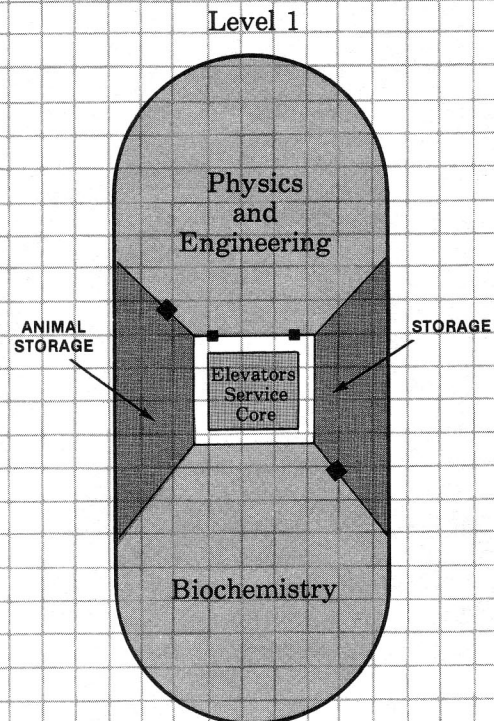 Level 1
Physics
and
Engineering
ANIMAL
STORAGE
STORAGE
Elevators
Service
Core
Biochemistry